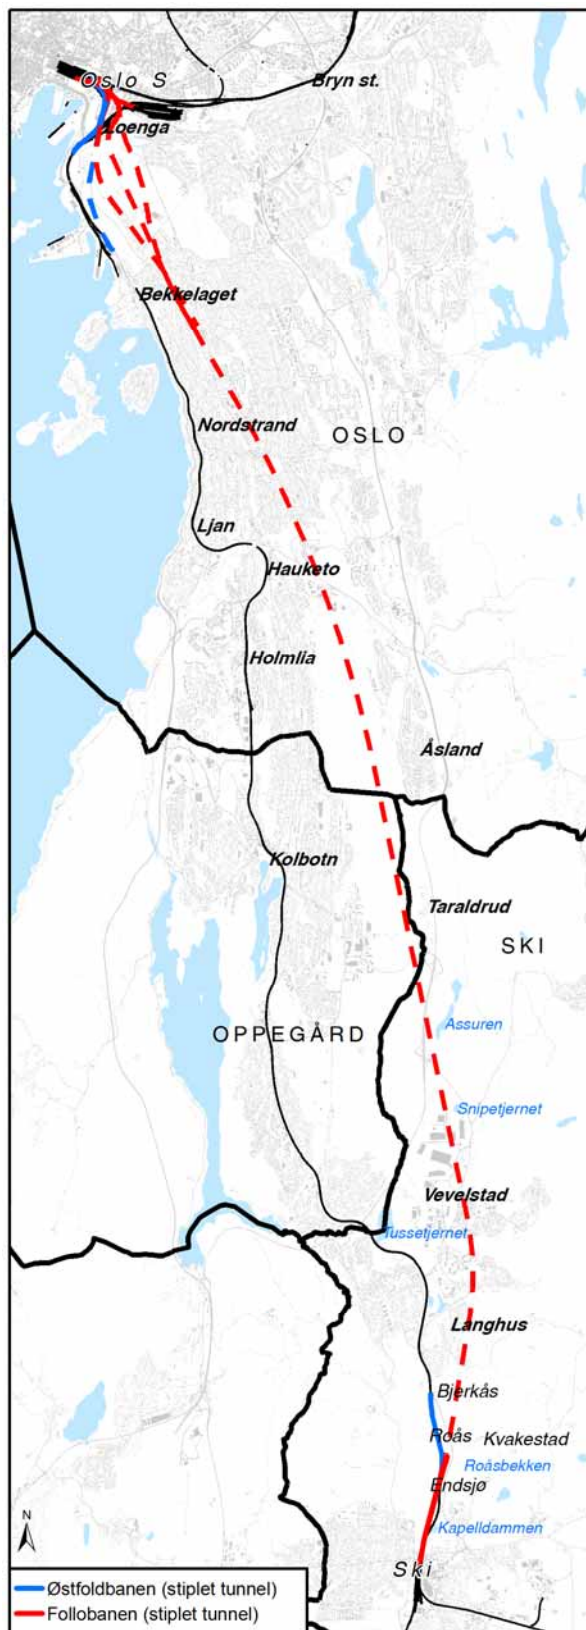 Oslo S
Bryn st.
Loenga
Bekkelaget
Nordstrand
OSLO
Ljan
Hauketo
Holmlia
Åsland
Kolbotn
Taraldrud
SKI
Assuren
OPPEGÅRD
Snipetjernet
Vevelstad
Tussetjernet
Langhus
Bjerkås
Roås
Kvakestad
Roåsbekken
Endsjø
Kapelldammen
N
Ski
Østfoldbanen (stiplet tunnel)
Follobanen (stiplet tunnel)